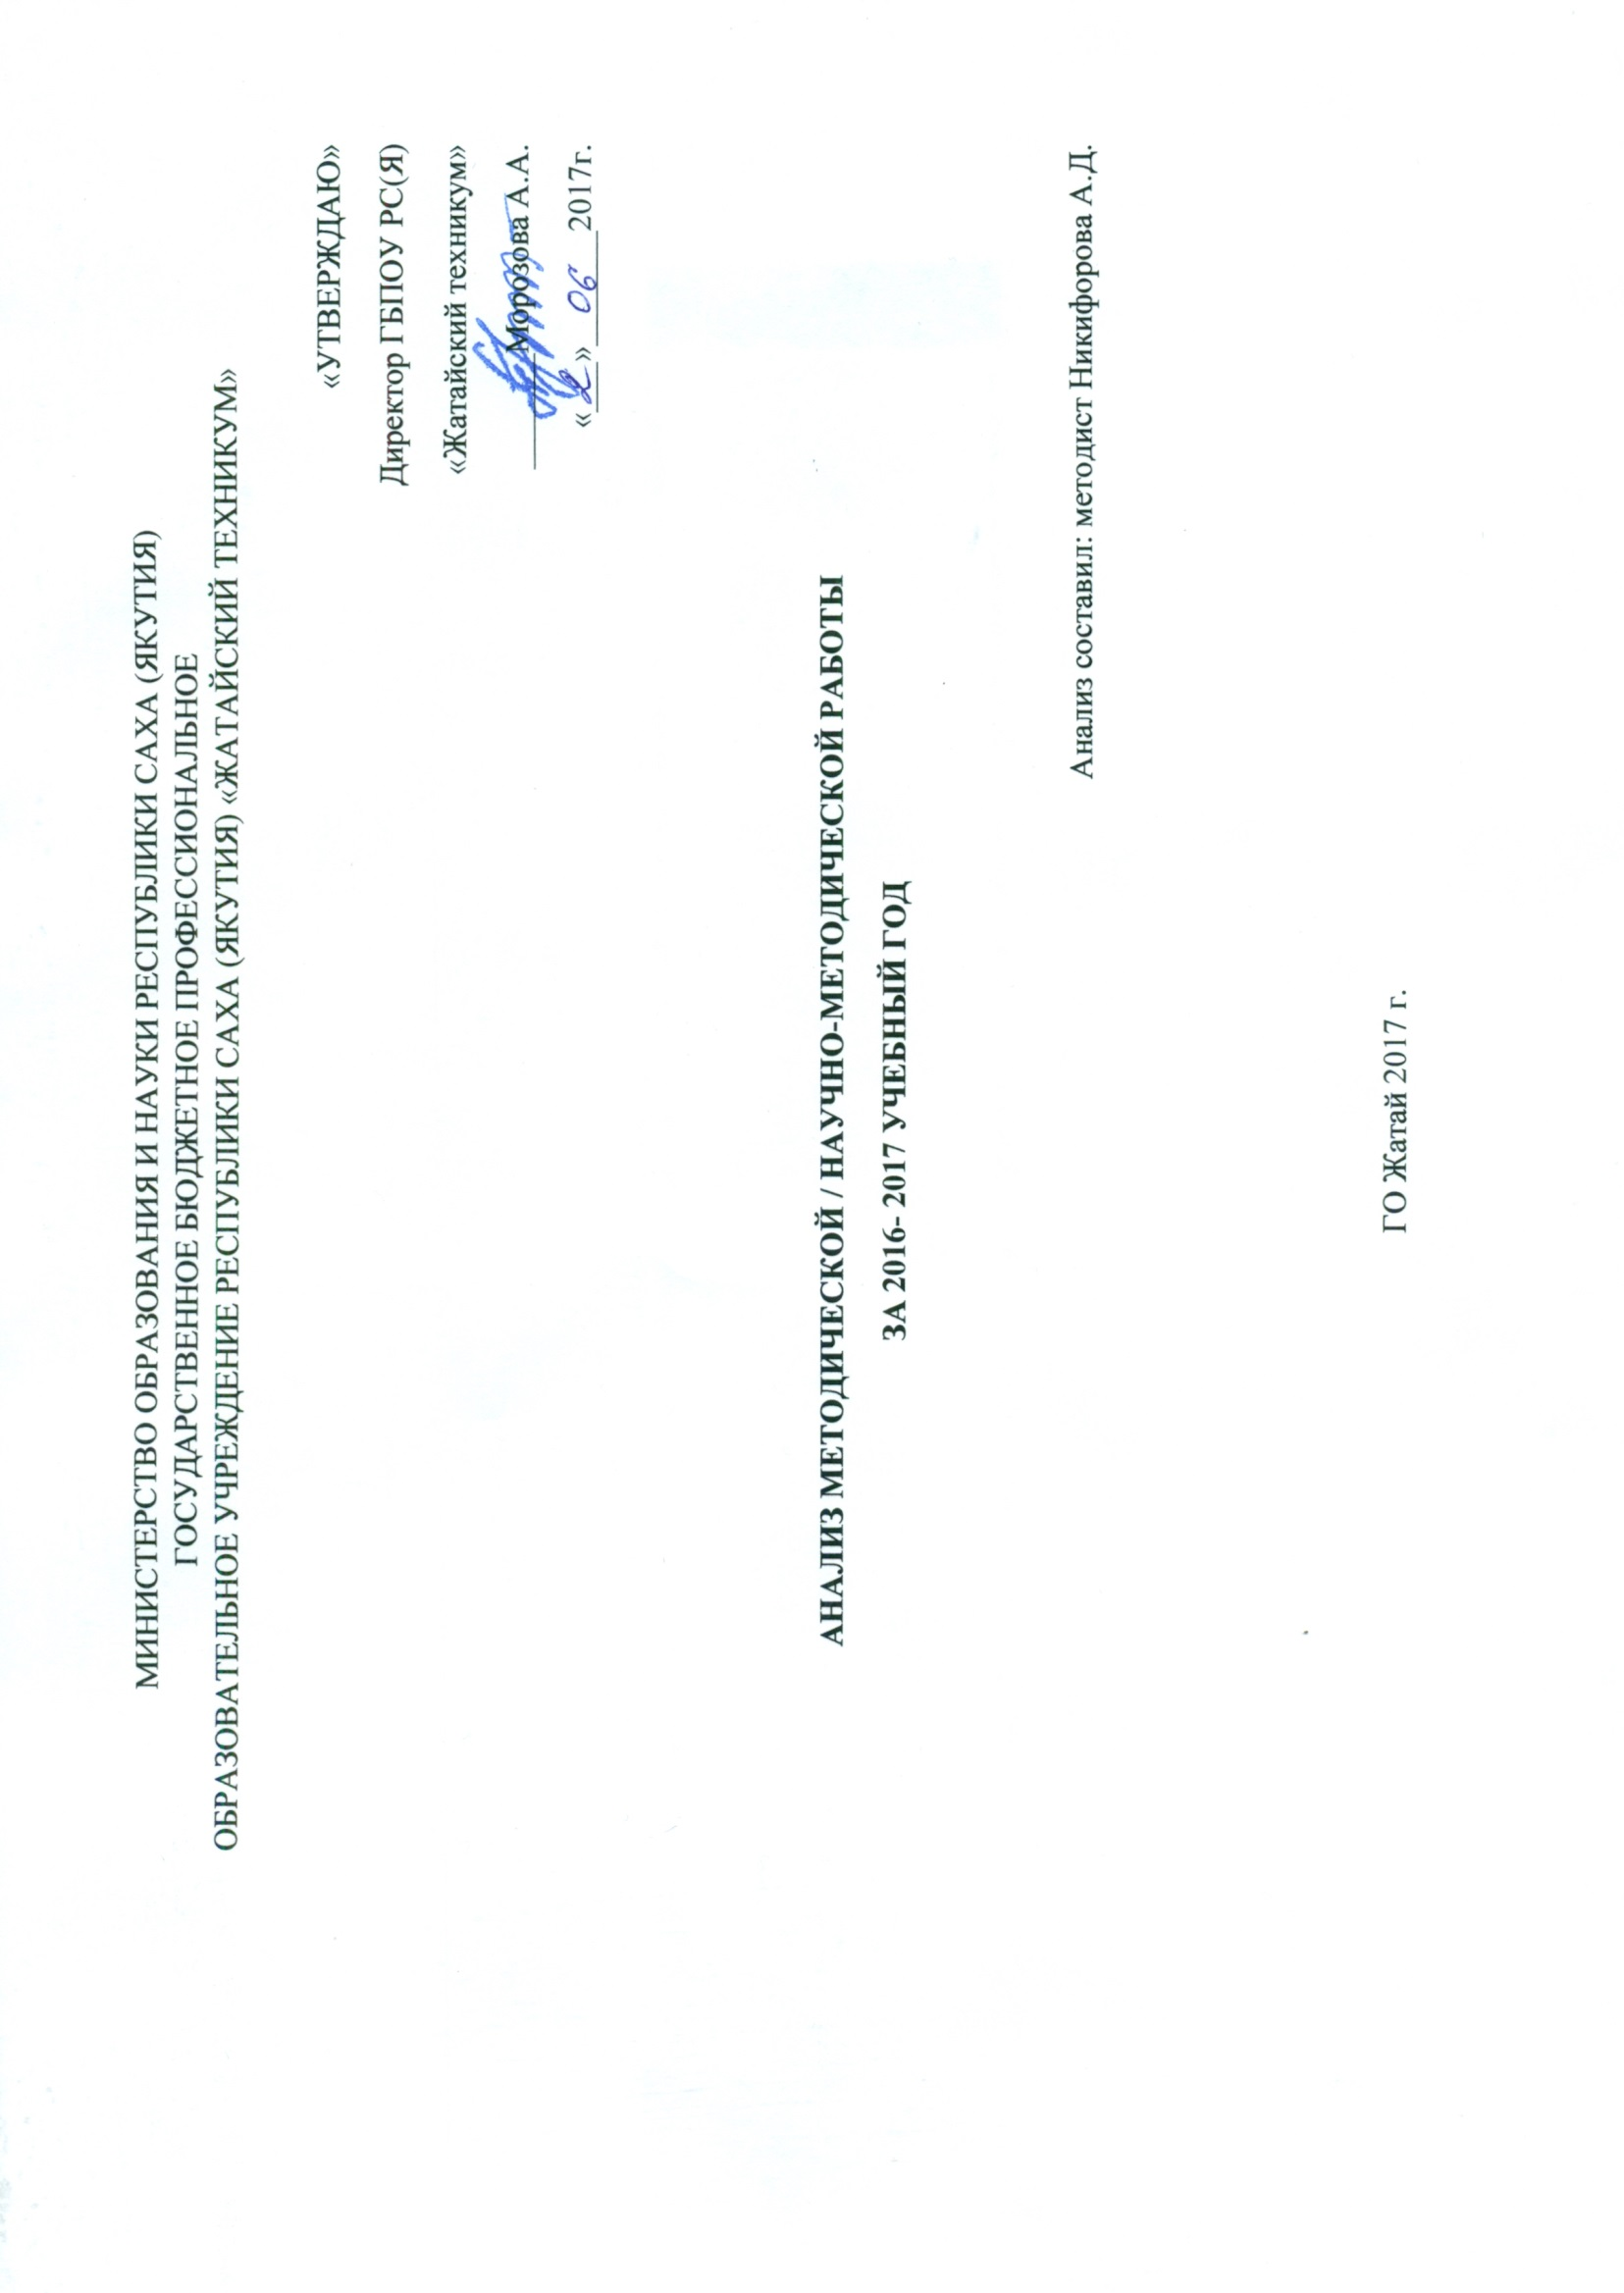 МИНИСТЕРСТВО ОБРАЗОВАНИЯ И НАУКИ РЕСПУБЛИКИ САХА (ЯКУТИЯ)
ГОСУДАРСТВЕННОЕ БЮДЖЕТНОЕ ПРОФЕССИОНАЛЬНОЕ
ОБРАЗОВАТЕЛЬНОЕ УЧРЕЖДЕНИЕ РЕСПУБЛИКИ САХА (ЯКУТИЯ) «ЖАТАЙСКИЙ ТЕХНИКУМ»
«УТВЕРЖДАЮ»
Директор ГБПОУ РС(Я)
«Жатайский техникум»
Морозова А.А.
«2» 06 2017г.
АНАЛИЗ МЕТОДИЧЕСКОЙ / НАУЧНО-МЕТОДИЧЕСКОЙ РАБОТЫ
ЗА 2016- 2017 УЧЕБНЫЙ ГОД
Анализ составил: методист Никифорова А.Д.
ГО Жатай 2017 г.